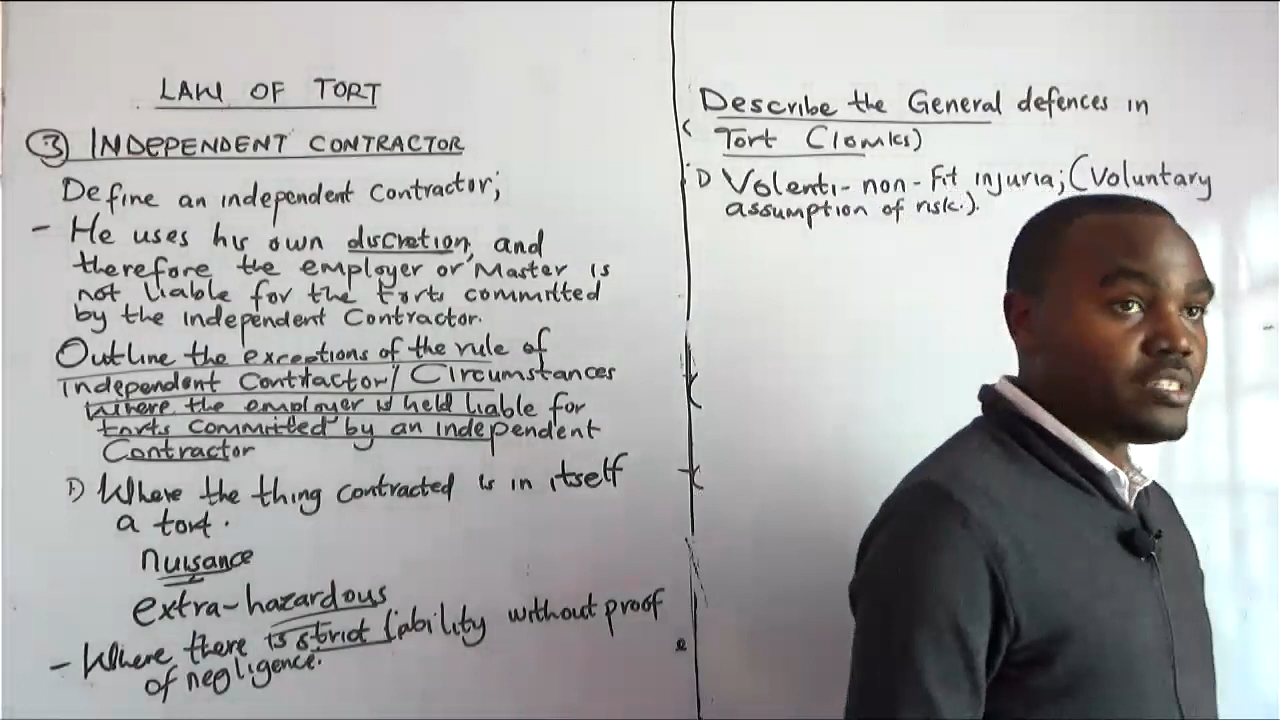 LAW OF TORT
③ INDEPENDENT CONTRACTOR
Define an independent Contractor;
- He uses his own discretion, and
therefore the employer or Master is
not liable for the torts committed
by the independent Contractor.
Outline the exceptions of the rule of
independent Contractor/ Circumstances
Where the employer is held liable for
torts committed by an independent
Contractor
i) Where the thing contracted is in itself
a tort.
nuisance
extra-hazardous
- Where there is strict liability without proof
of negligence.
Describe the General defences in
Tort (10mks)
i) Volenti-non-Fit injuria; (Voluntary
assumption of risk.).